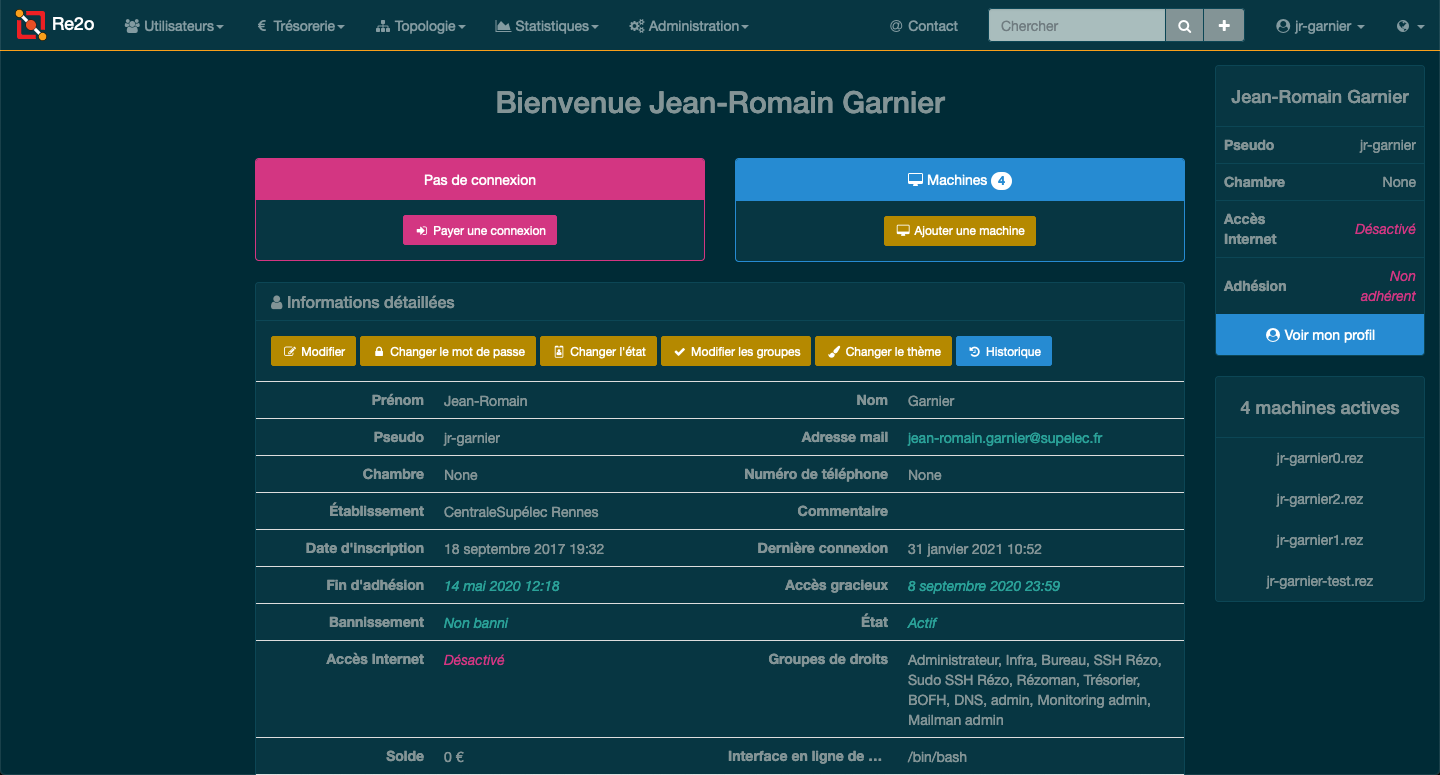 Re2o Utilisateurs € Trésorerie Topologie Statistiques Administration @ Contact Chercher jr-garnier
Bienvenue Jean-Romain Garnier
Pas de connexion
Payer une connexion
Machines 4
Ajouter une machine
Informations détaillées
Modifier Changer le mot de passe Changer l'état Modifier les groupes Changer le thème Historique
Prénom Jean-Romain Nom Garnier
Pseudo jr-garnier Adresse mail jean-romain.garnier@supelec.fr
Chambre None Numéro de téléphone None
Établissement CentraleSupélec Rennes Commentaire
Date d'inscription 18 septembre 2017 19:32 Dernière connexion 31 janvier 2021 10:52
Fin d'adhésion 14 mai 2020 12:18 Accès gracieux 8 septembre 2020 23:59
Bannissement Non banni État Actif
Accès Internet Désactivé Groupes de droits Administrateur, Infra, Bureau, SSH Rézo,
Sudo SSH Rézo, Rézoman, Trésorier,
BOFH, DNS, admin, Monitoring admin,
Mailman admin
Solde 0 € Interface en ligne de ... /bin/bash
Jean-Romain Garnier
Pseudo jr-garnier
Chambre None
Accès
Internet Désactivé
Adhésion Non
adhérent
Voir mon profil
4 machines actives
jr-garnier0.rez
jr-garnier2.rez
jr-garnier1.rez
jr-garnier-test.rez